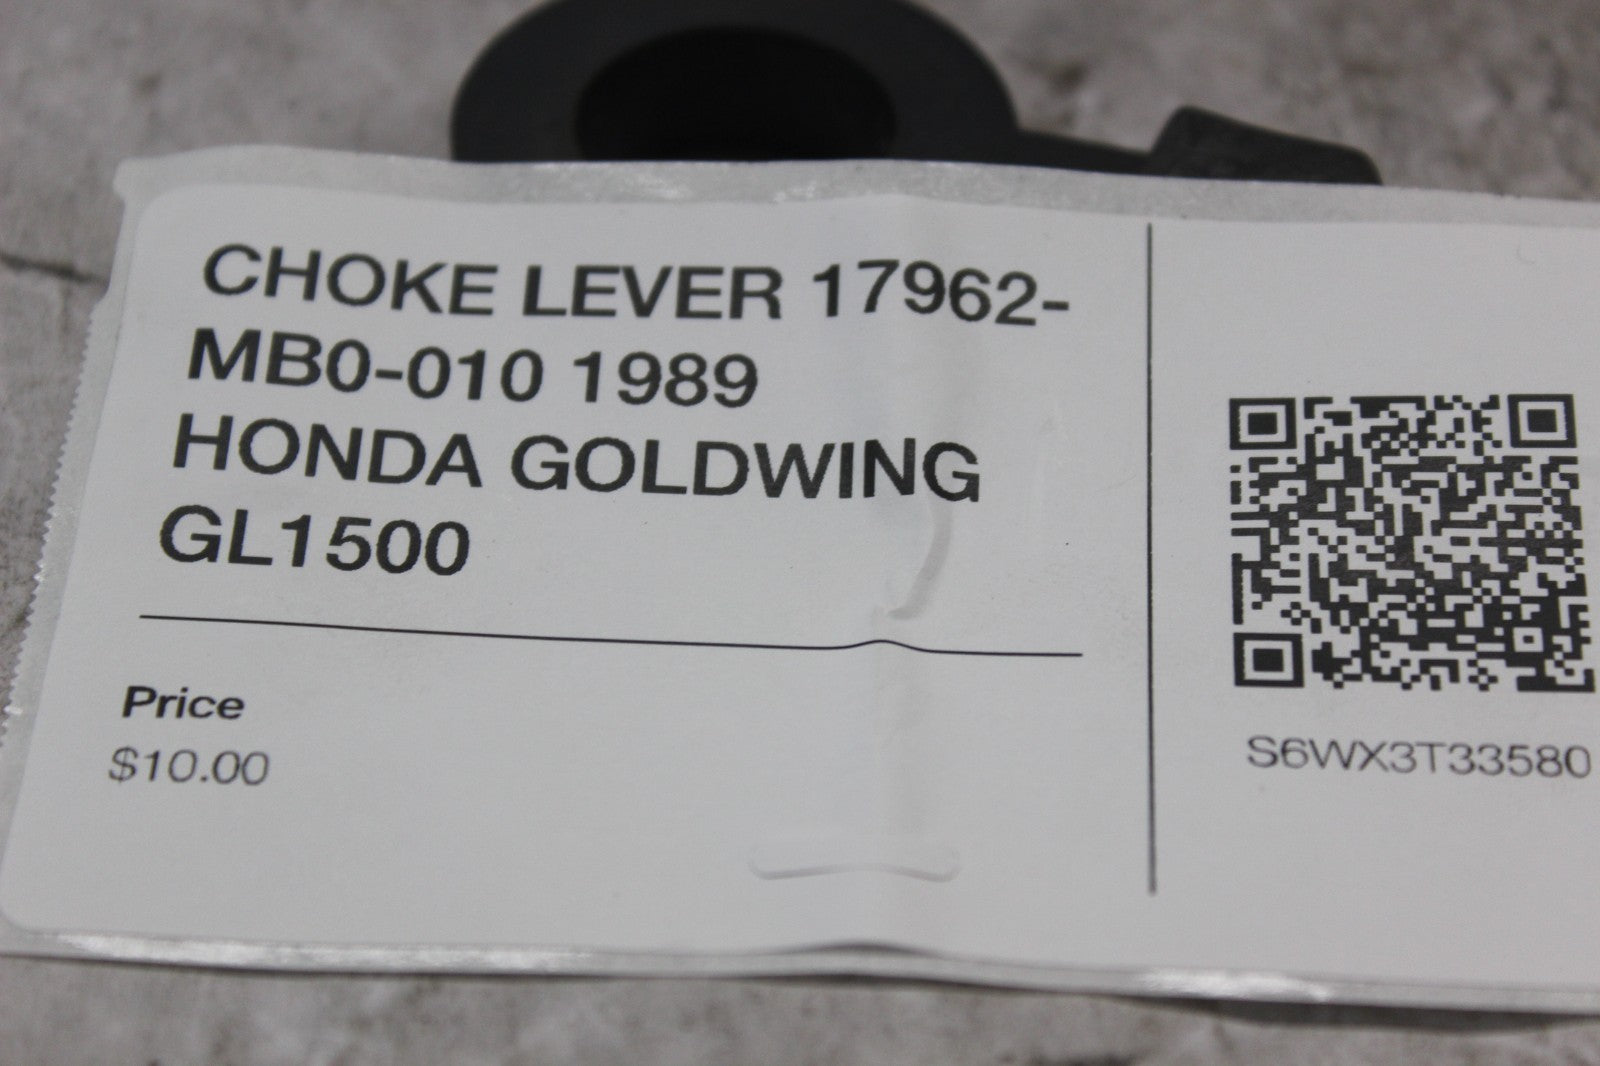 CHOKE LEVER 17962-
MB0-010 1989
HONDA GOLDWING
GL1500
Price
$10.00
S6WX3T33580